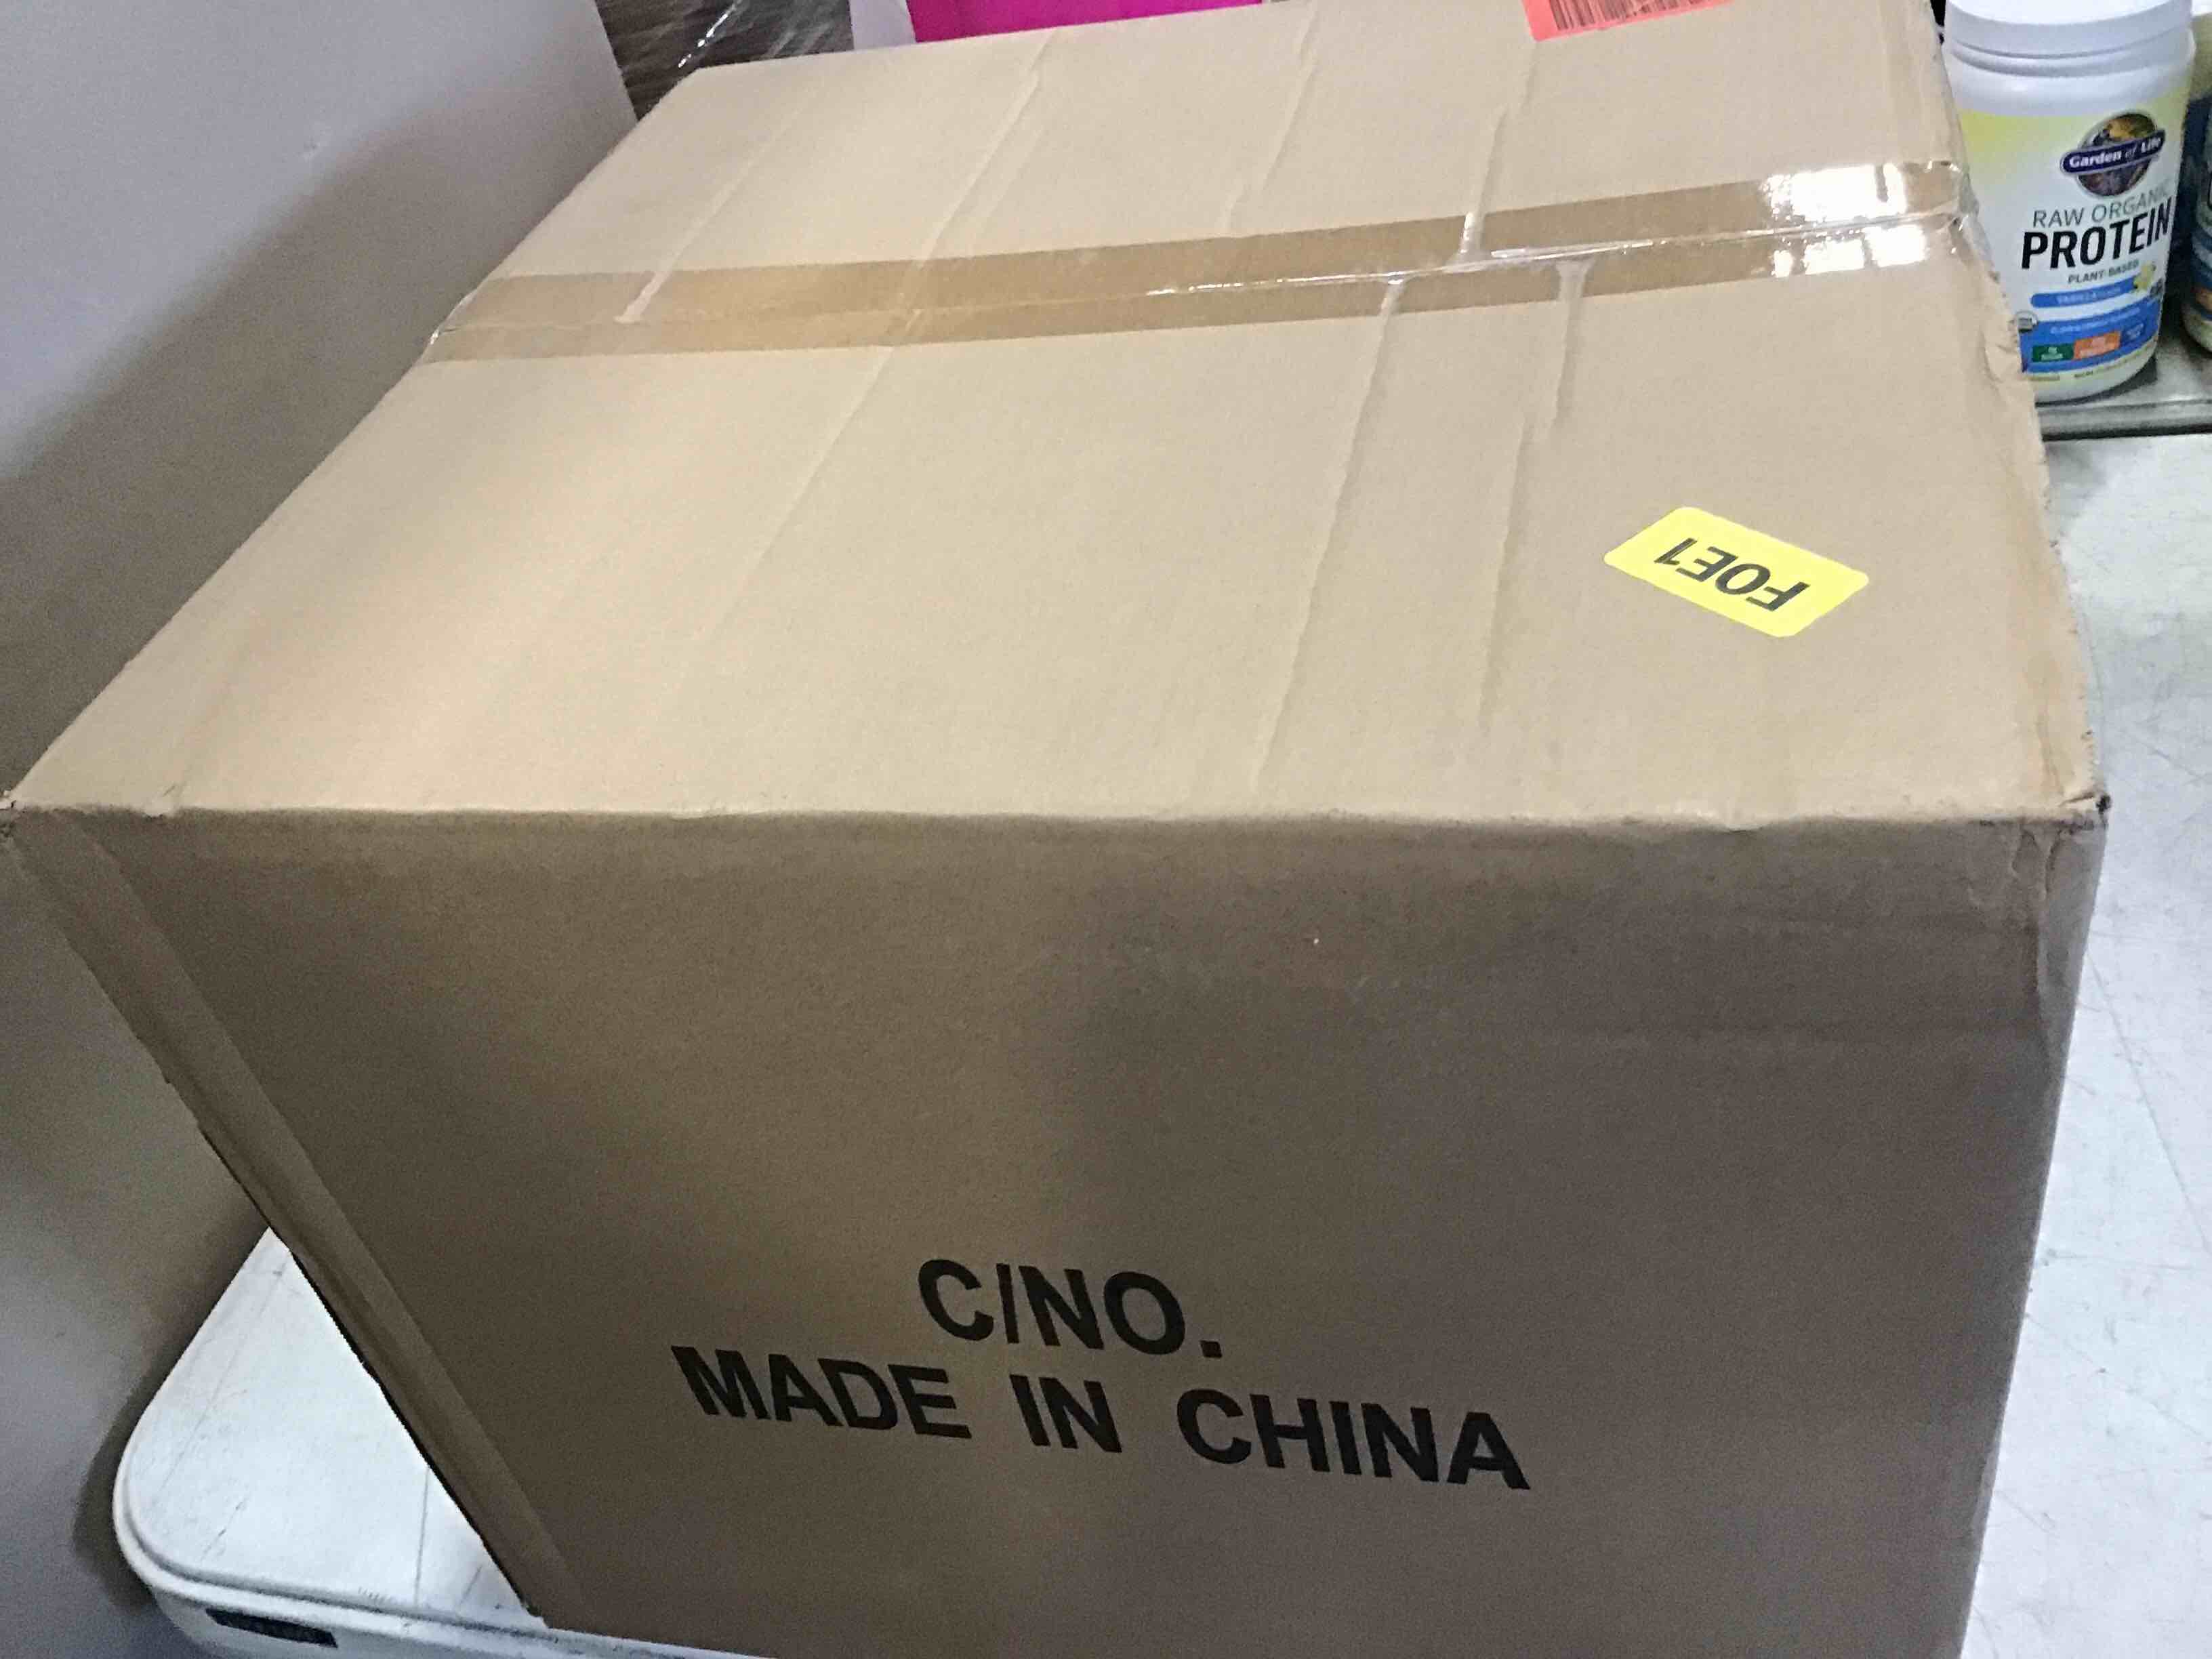 Garden of Life
RAW ORGANIC
PROTEIN
PLANT-BASED
FOE1
C/NO.
MADE IN CHINA